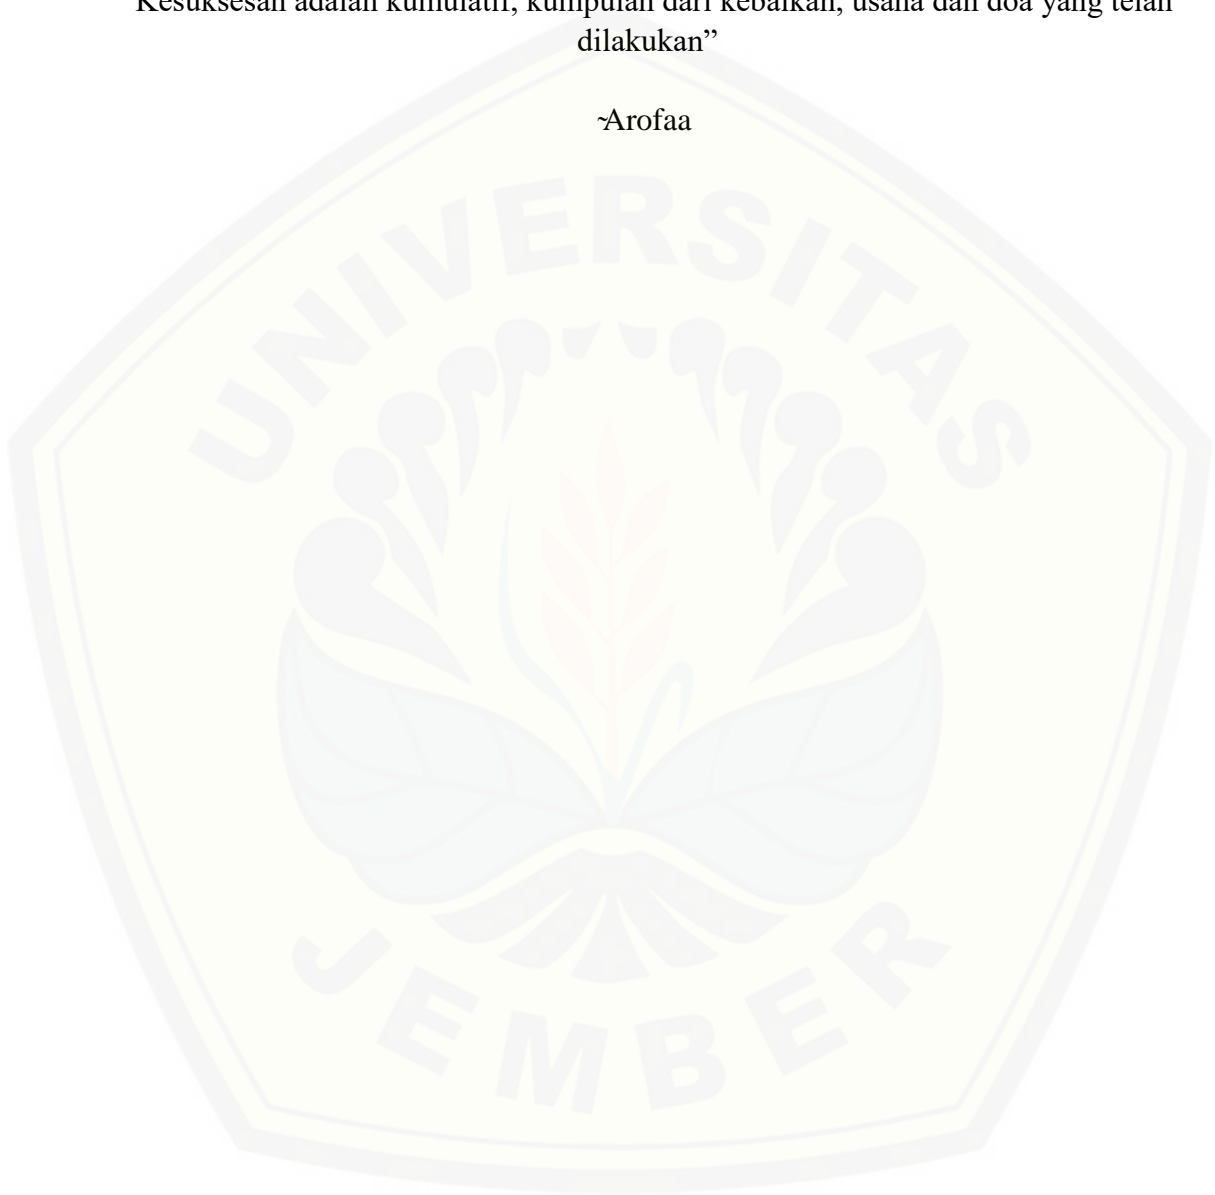 Kesuksesan adalah kumulatif, kumpulan dari kebaikan, usaha dan doa yang telah
dilakukan”
~Arofaa
UNIVERSITAS
JEMBER